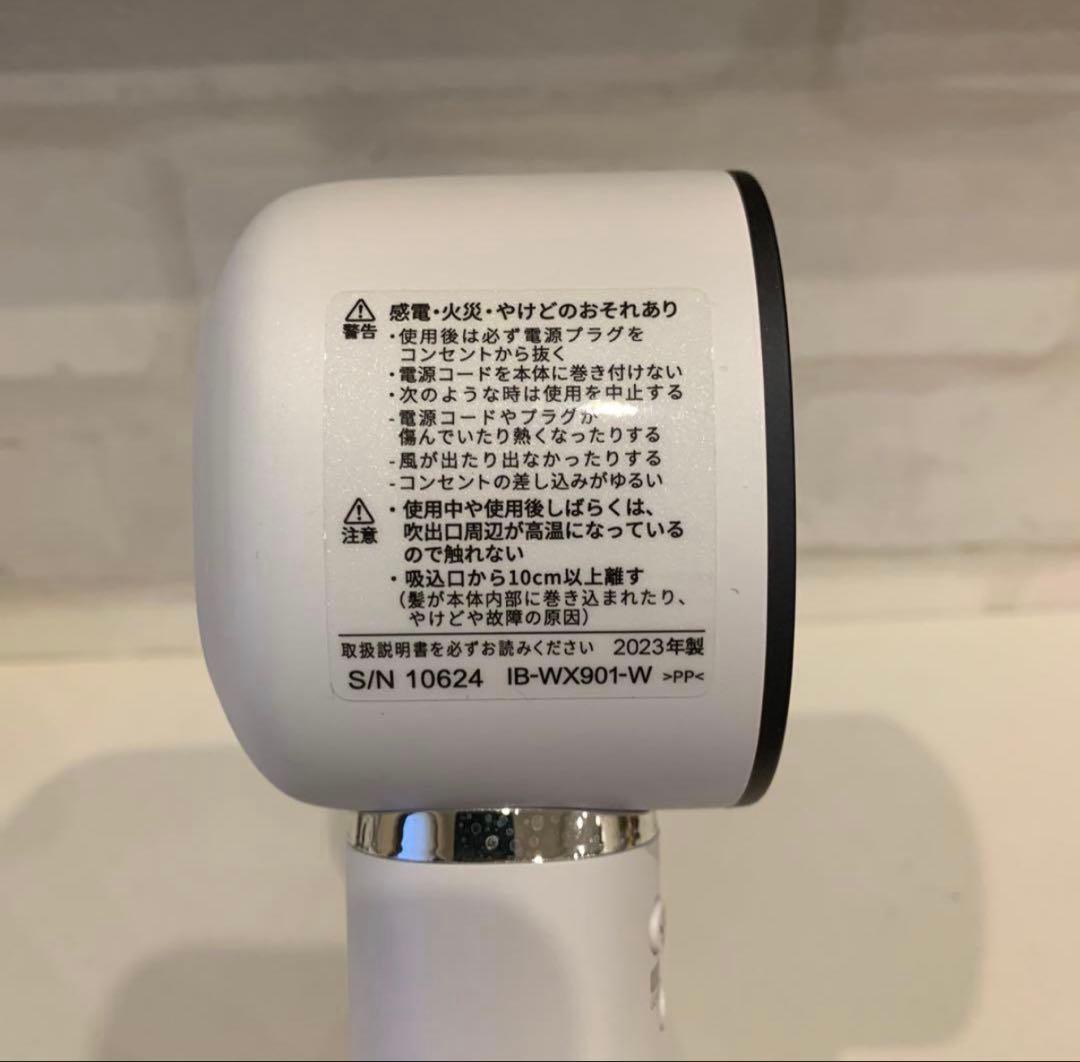 ⚠ 感電・火災・やけどのおそれあり
警告 ・使用後は必ず電源プラグを
コンセントから抜く
・電源コードを本体に巻き付けない
・次のような時は使用を中止する
-電源コードやプラグが
傷んでいたり熱くなったりする
-風が出たり出なかったりする
-コンセントの差し込みがゆるい
⚠ ・使用中や使用後しばらくは、
注意 吹出口周辺が高温になっている
ので触れない
・吸込口から10cm以上離す
（髪が本体内部に巻き込まれたり、
やけどや故障の原因）
取扱説明書を必ずお読みください 2023年製
S/N 10624 IB-WX901-W >PP<